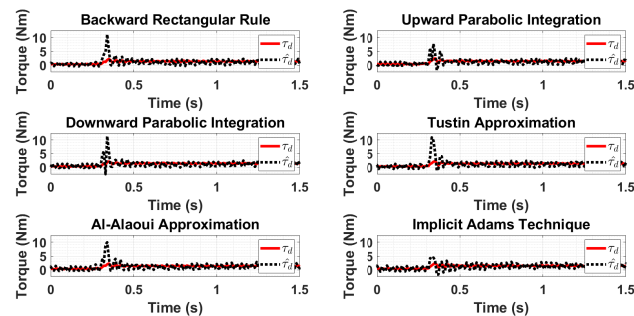 Backward Rectangular Rule
Torque (Nm)
10
5
0
τd
τ̂d
0 0.5 1 1.5
Time (s)
Upward Parabolic Integration
Torque (Nm)
10
5
0
τd
τ̂d
0 0.5 1 1.5
Time (s)
Downward Parabolic Integration
Torque (Nm)
10
5
0
τd
τ̂d
0 0.5 1 1.5
Time (s)
Tustin Approximation
Torque (Nm)
10
5
0
τd
τ̂d
0 0.5 1 1.5
Time (s)
Al-Alaoui Approximation
Torque (Nm)
10
5
0
τd
τ̂d
0 0.5 1 1.5
Time (s)
Implicit Adams Technique
Torque (Nm)
10
5
0
τd
τ̂d
0 0.5 1 1.5
Time (s)